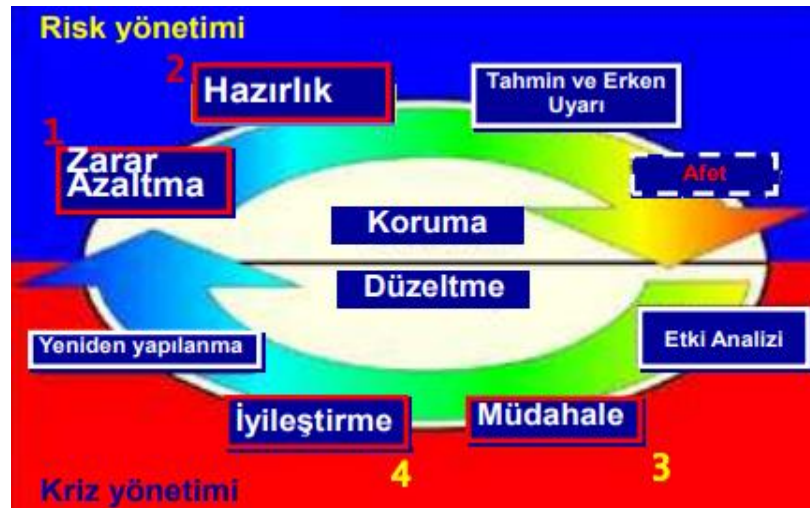 Risk yönetimi
2
Hazırlık
Tahmin ve Erken
Uyarı
1
Zarar
Azaltma
Afet
Koruma
Düzeltme
Yeniden yapılanma
Etki Analizi
İyileştirme
Müdahale
4
3
Kriz yönetimi